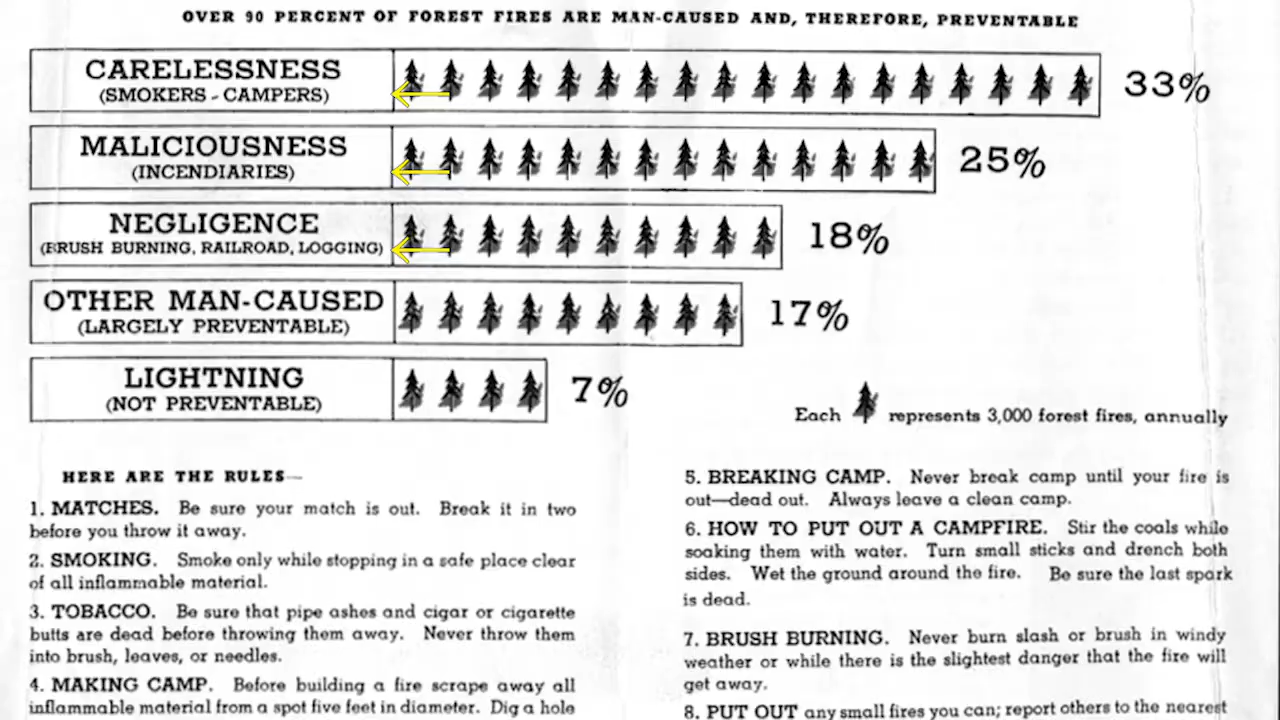 OVER 90 PERCENT OF FOREST FIRES ARE MAN-CAUSED AND, THEREFORE, PREVENTABLE
CARELESSNESS
(SMOKERS - CAMPERS)
33%
MALICIOUSNESS
(INCENDIARIES)
25%
NEGLIGENCE
(BRUSH BURNING, RAILROAD, LOGGING)
18%
OTHER MAN-CAUSED
(LARGELY PREVENTABLE)
17%
LIGHTNING
(NOT PREVENTABLE)
7%
Each represents 3,000 forest fires, annually
HERE ARE THE RULES—
1. MATCHES. Be sure your match is out. Break it in two
before you throw it away.
2. SMOKING. Smoke only while stopping in a safe place clear
of all inflammable material.
3. TOBACCO. Be sure that pipe ashes and cigar or cigarette
butts are dead before throwing them away. Never throw them
into brush, leaves, or needles.
4. MAKING CAMP. Before building a fire scrape away all
inflammable material from a spot five feet in diameter. Dig a hole
5. BREAKING CAMP. Never break camp until your fire is
out—dead out. Always leave a clean camp.
6. HOW TO PUT OUT A CAMPFIRE. Stir the coals while
soaking them with water. Turn small sticks and drench both
sides. Wet the ground around the fire. Be sure the last spark
is dead.
7. BRUSH BURNING. Never burn slash or brush in windy
weather or while there is the slightest danger that the fire will
get away.
8. PUT OUT any small fires you can; report others to the nearest